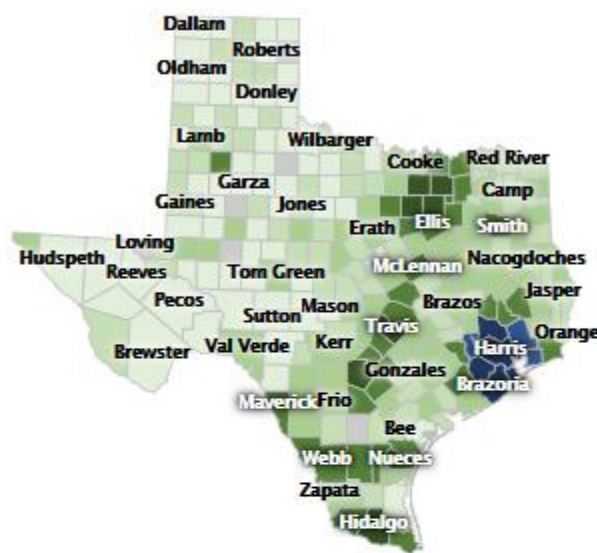 Dallam
Roberts
Oldham
Donley
Lamb
Wilbarger
Cooke
Red River
Garza
Camp
Gaines
Jones
Erath
Ellis
Smith
Loving
Hudspeth
Reeves
Tom Green
McLennan
Nacogdoches
Pecos
Mason
Brazos
Jasper
Sutton
Travis
Orange
Brewster
Val Verde
Kerr
Harris
Gonzales
Brazoria
Maverick
Frio
Bee
Webb
Nueces
Zapata
Hidalgo